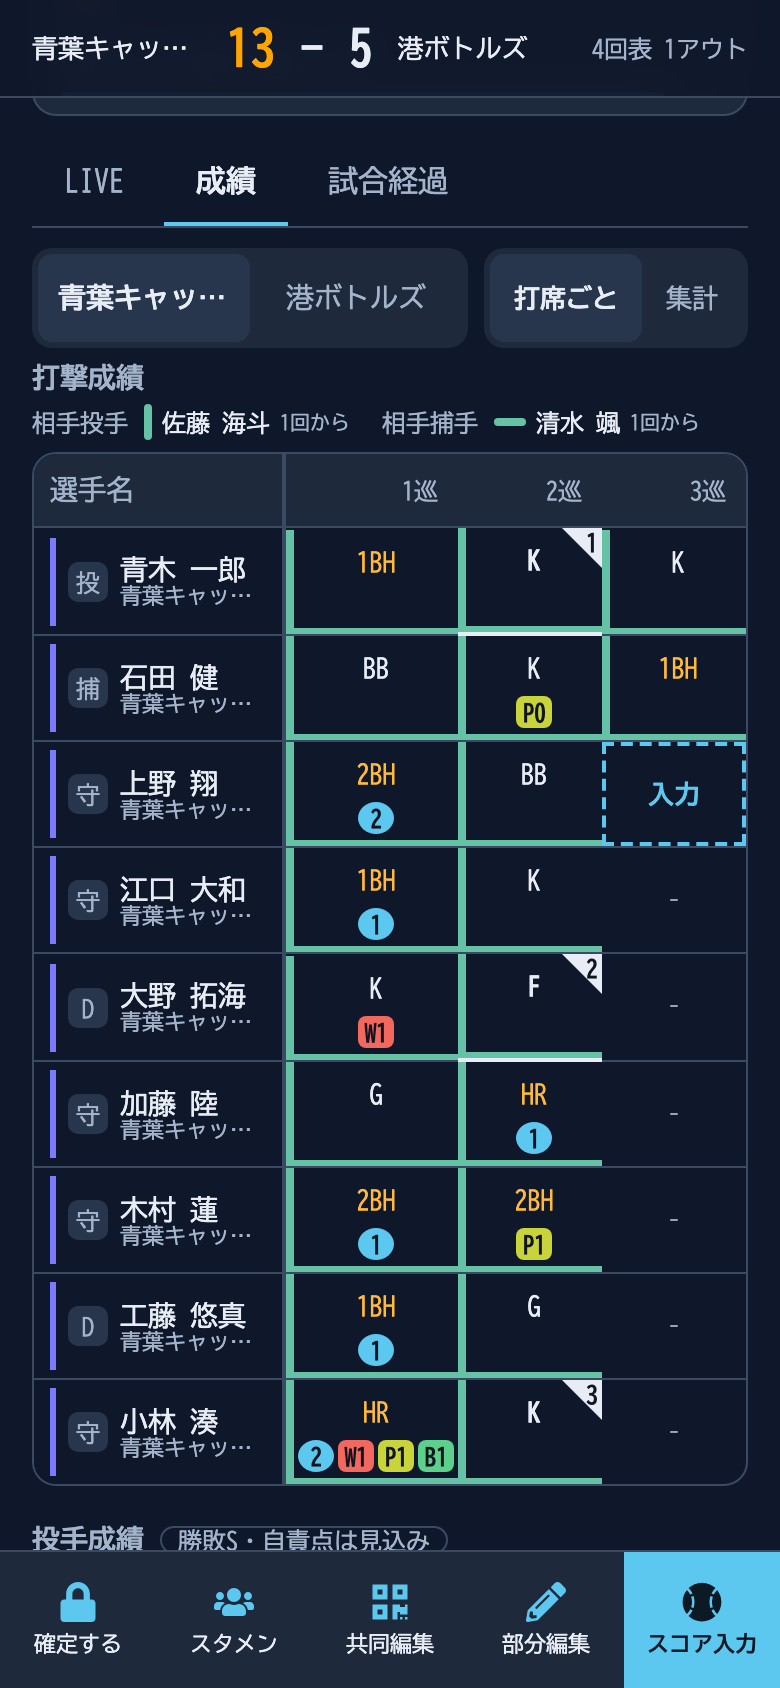 青葉キャッ… 13 - 5 港ボトルズ 4回表 1アウト
LIVE 成績 試合経過
青葉キャッ… 港ボトルズ 打席ごと 集計
打撃成績
相手投手 佐藤 海斗 1回から 相手捕手 清水 颯 1回から
選手名 1巡 2巡 3巡
投 青木 一郎 1BH K 1 K
青葉キャッ…
捕 石田 健 BB K 1BH
青葉キャッ… P0
守 上野 翔 2BH BB 入力
青葉キャッ… 2
守 江口 大和 1BH K -
青葉キャッ… 1
D 大野 拓海 K F 2 -
青葉キャッ… W1
守 加藤 陸 G HR -
青葉キャッ… 1
守 木村 蓮 2BH 2BH -
青葉キャッ… 1 P1
D 工藤 悠真 1BH G -
青葉キャッ… 1
守 小林 湊 HR K 3 -
青葉キャッ… 2 W1 P1 B1
投手成績 勝敗S・自責点は見込み
確定する スタメン 共同編集 部分編集 スコア入力